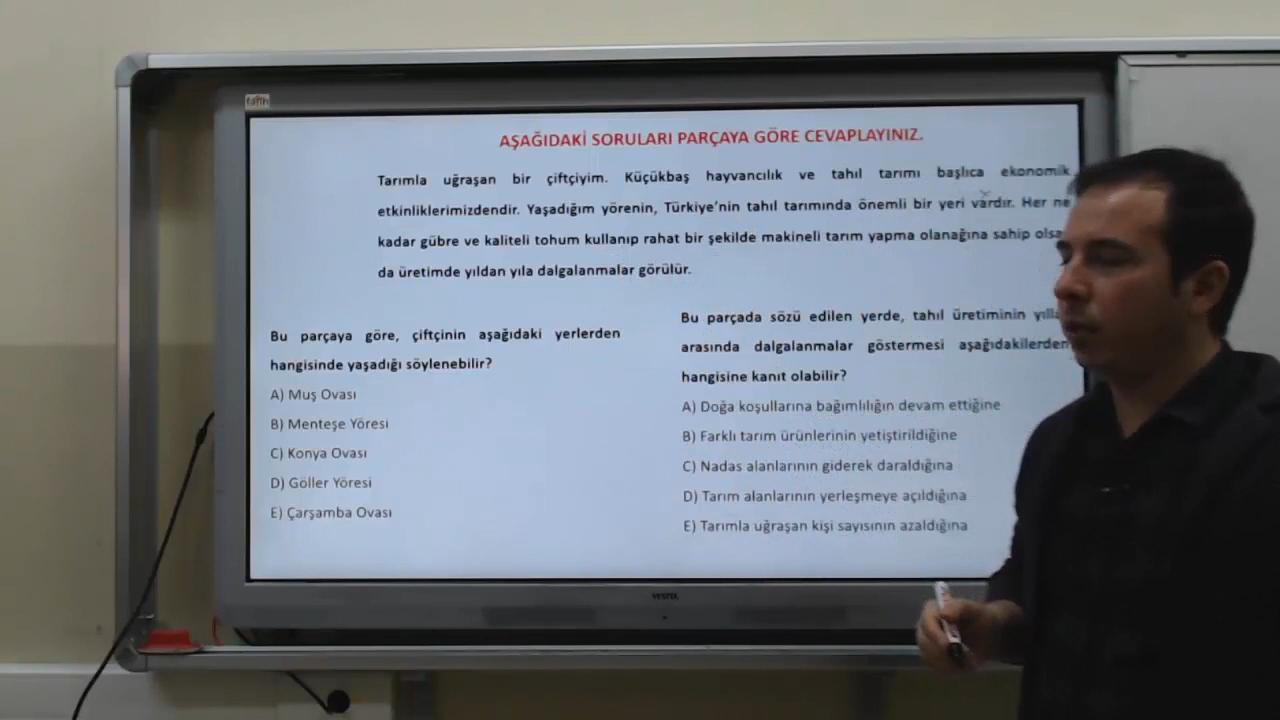 fatih
AŞAĞIDAKİ SORULARI PARÇAYA GÖRE CEVAPLAYINIZ.
Tarımla uğraşan bir çiftçiyim. Küçükbaş hayvancılık ve tahıl tarımı başlıca ekonomik
etkinliklerimizdendir. Yaşadığım yörenin, Türkiye'nin tahıl tarımında önemli bir yeri vardır. Her ne
kadar gübre ve kaliteli tohum kullanıp rahat bir şekilde makineli tarım yapma olanağına sahip olsa
da üretimde yıldan yıla dalgalanmalar görülür.
Bu parçaya göre, çiftçinin aşağıdaki yerlerden
hangisinde yaşadığı söylenebilir?
A) Muş Ovası
B) Menteşe Yöresi
C) Konya Ovası
D) Göller Yöresi
E) Çarşamba Ovası
Bu parçada sözü edilen yerde, tahıl üretiminin
arasında dalgalanmalar göstermesi aşağıdakilerden
hangisine kanıt olabilir?
A) Doğa koşullarına bağımlılığın devam ettiğine
B) Farklı tarım ürünlerinin yetiştirildiğine
C) Nadas alanlarının giderek daraldığına
D) Tarım alanlarının yerleşmeye açıldığına
E) Tarımla uğraşan kişi sayısının azaldığına
VESTEL